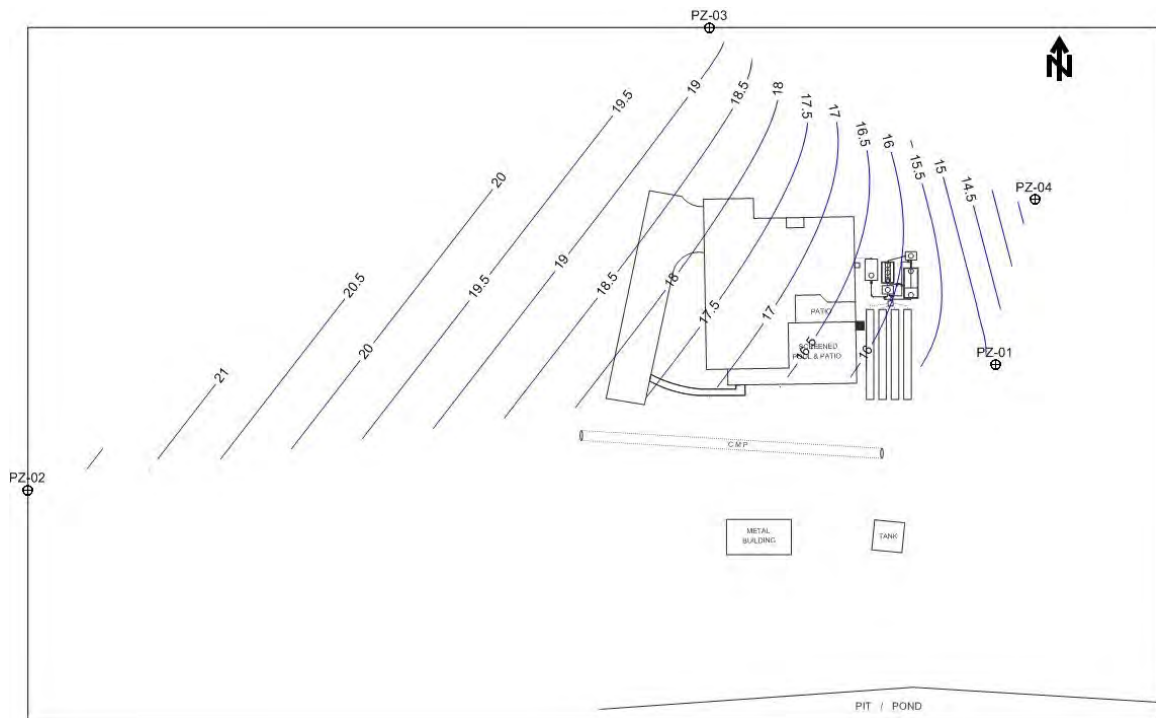 PZ-03
N
19.5
19
18.5
18
17.5
17
16.5
16
15.5
15
14.5
PZ-04
20
20.5
19.5
19
18.5
18
17.5
17
PATIO
16.5
16
SCREENED
POOL & PATIO
PZ-01
20
21
CMP
PZ-02
METAL
BUILDING
TANK
PIT / POND